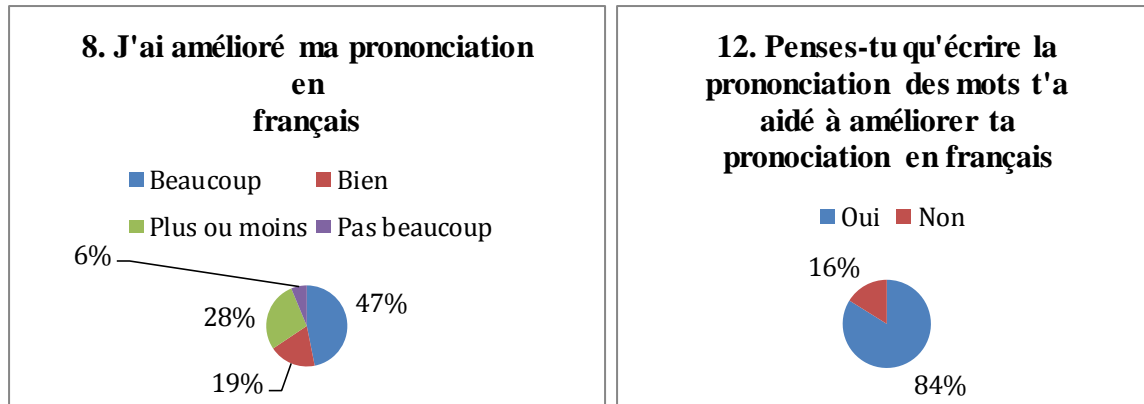 8. J'ai amélioré ma prononciation
en
français
Beaucoup Bien
Plus ou moins Pas beaucoup
6%
47%
28%
19%
12. Penses-tu qu'écrire la
prononciation des mots t'a
aidé à améliorer ta
pronociation en français
Oui Non
16%
84%